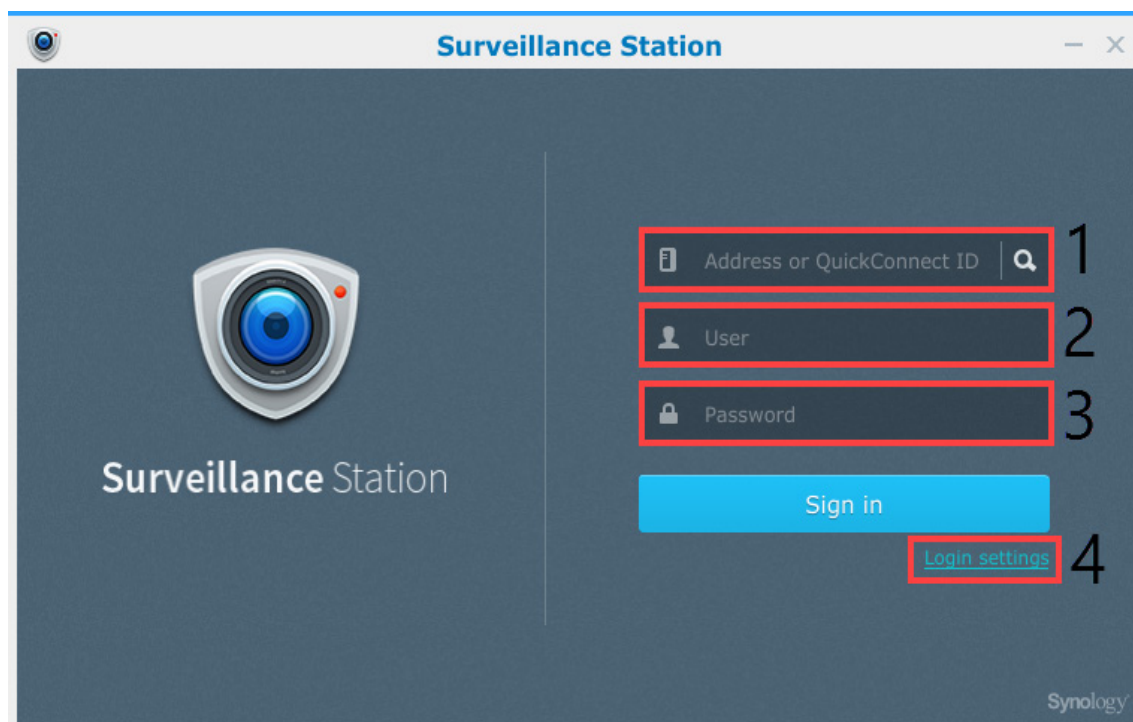 Surveillance Station
Address or QuickConnect ID
1
User
2
Password
3
Surveillance Station
Sign in
Login settings
4
Synology